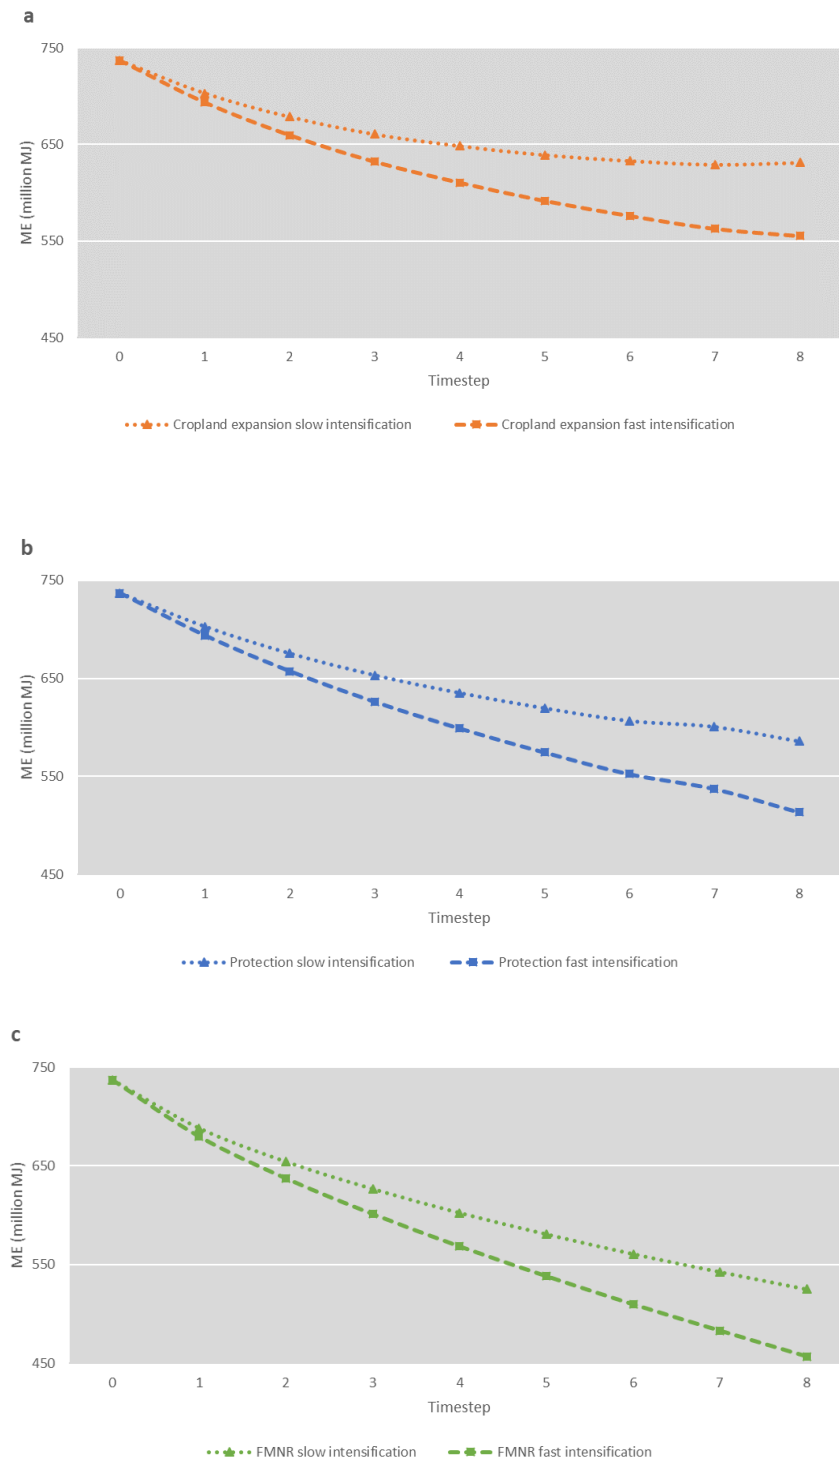 a
750
650
550
450
ME (million MJ)
0 1 2 3 4 5 6 7 8
Timestep
Cropland expansion slow intensification Cropland expansion fast intensification
b
750
650
550
450
ME (million MJ)
0 1 2 3 4 5 6 7 8
Timestep
Protection slow intensification Protection fast intensification
c
750
650
550
450
ME (million MJ)
0 1 2 3 4 5 6 7 8
Timestep
FMNR slow intensification FMNR fast intensification